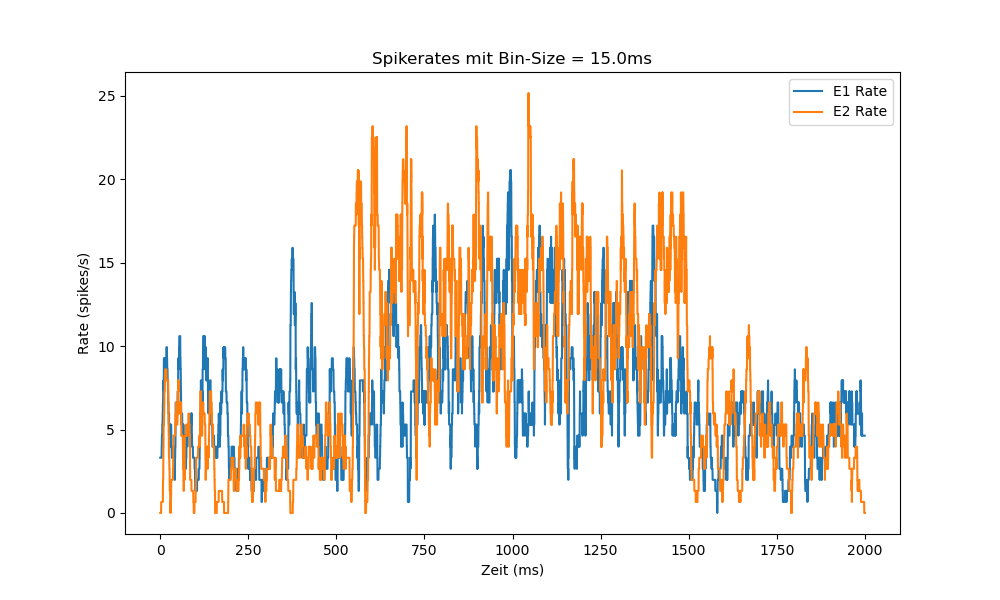 Spikerates mit Bin-Size = 15.0ms
E1 Rate
E2 Rate
Rate (spikes/s)
25
20
15
10
5
0
0 250 500 750 1000 1250 1500 1750 2000
Zeit (ms)